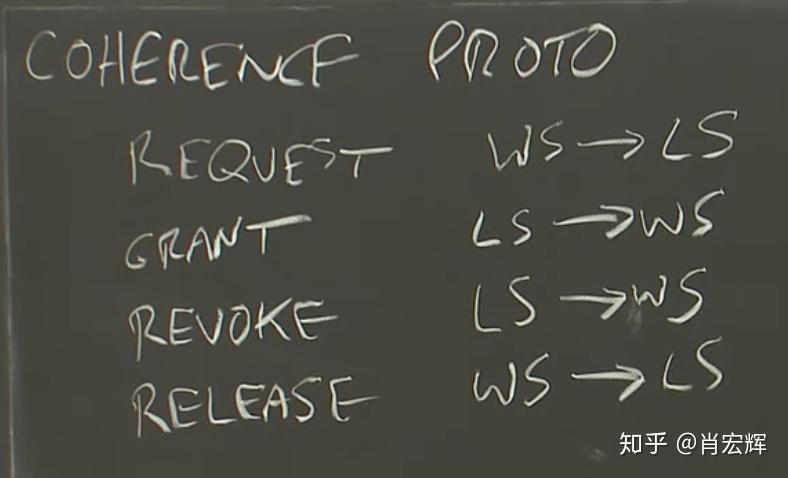 COHERENCE PROTO
REQUEST WS → LS
GRANT LS → WS
REVOKE LS → WS
RELEASE WS → LS
知乎 @肖宏辉